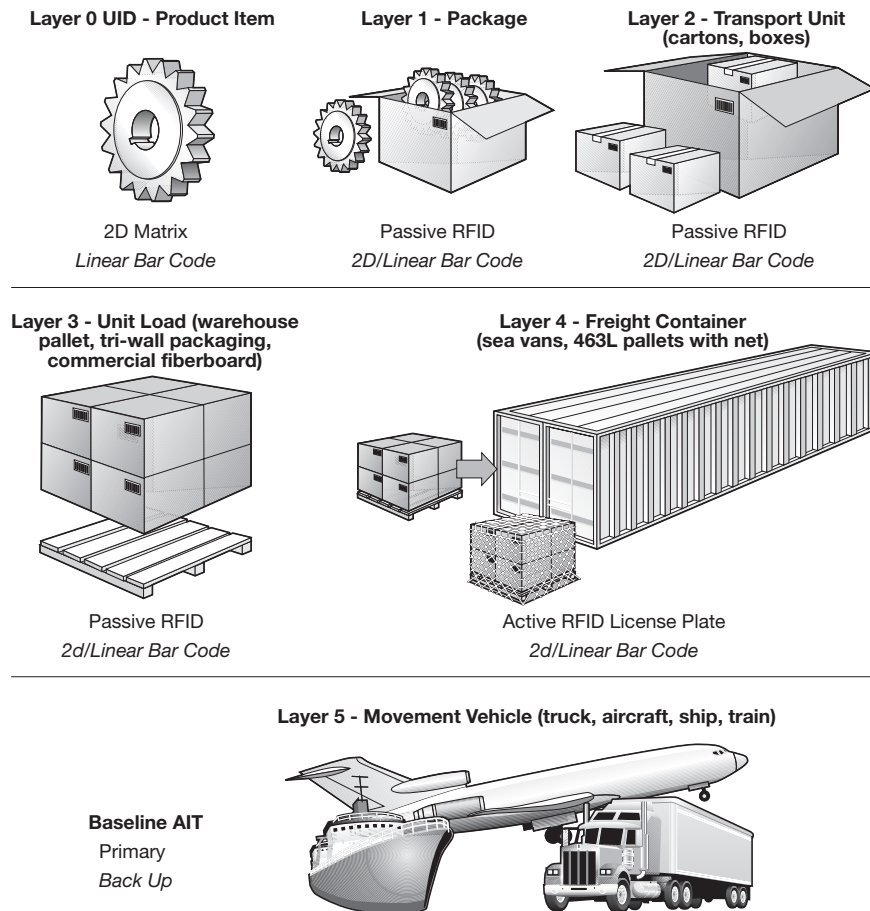 Layer 0 UID - Product Item
2D Matrix
Linear Bar Code
Layer 1 - Package
Passive RFID
2D/Linear Bar Code
Layer 2 - Transport Unit
(cartons, boxes)
Passive RFID
2D/Linear Bar Code
Layer 3 - Unit Load (warehouse
pallet, tri-wall packaging,
commercial fiberboard)
Passive RFID
2d/Linear Bar Code
Layer 4 - Freight Container
(sea vans, 463L pallets with net)
Active RFID License Plate
2d/Linear Bar Code
Layer 5 - Movement Vehicle (truck, aircraft, ship, train)
Baseline AIT
Primary
Back Up